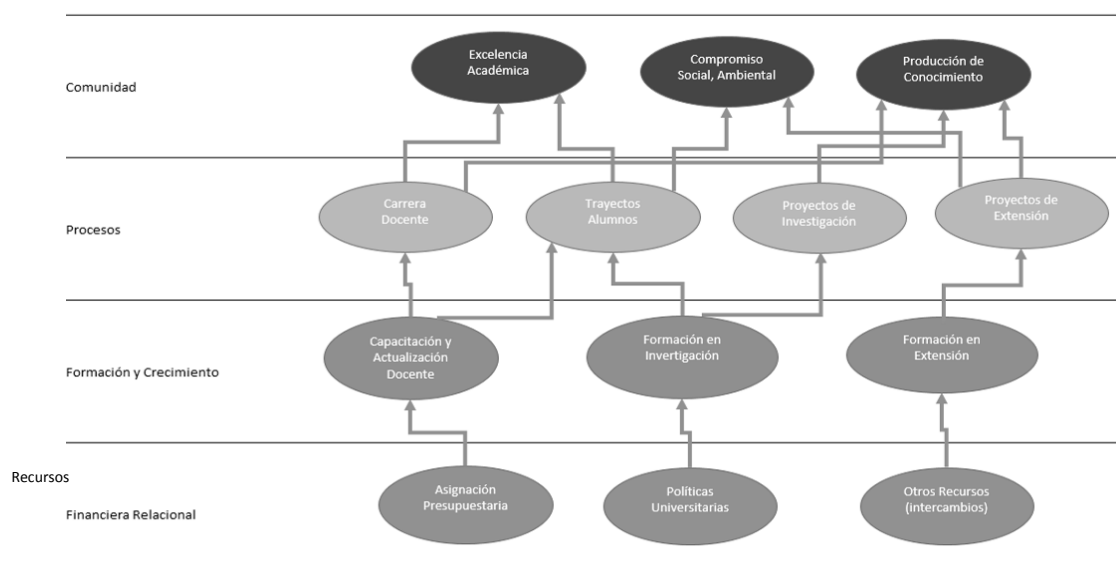 Excelencia
Académica
Compromiso
Social, Ambiental
Producción de
Conocimiento
Comunidad
Carrera
Docente
Trayectos
Alumnos
Proyectos de
Investigación
Proyectos de
Extensión
Procesos
Capacitación y
Actualización
Docente
Formación en
Invertigación
Formación en
Extensión
Formación y Crecimiento
Recursos
Asignación
Presupuestaria
Políticas
Universitarias
Otros Recursos
(intercambios)
Financiera Relacional